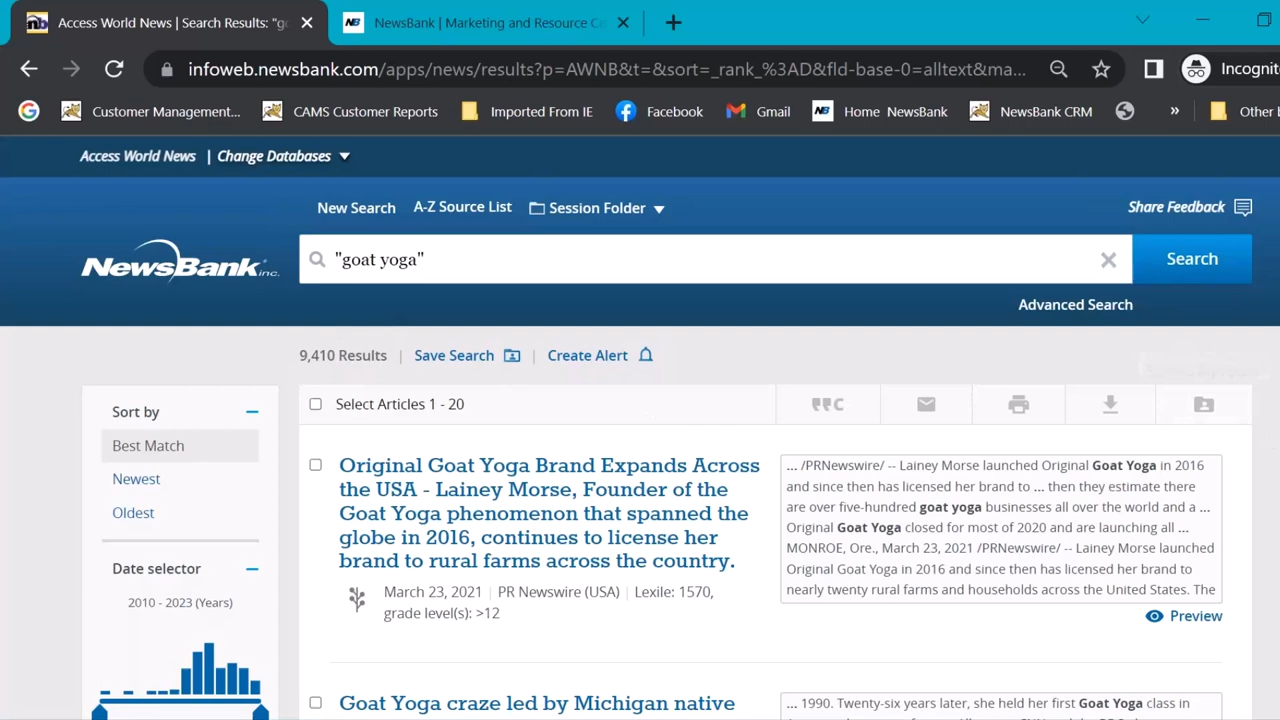 Access World News | Search Results: "go
NewsBank | Marketing and Resource Ce
infoweb.newsbank.com/apps/news/results?p=AWNB&t=&sort=_rank_%3AD&fld-base-0=alltext&ma...
Incognit
Customer Management...
CAMS Customer Reports
Imported From IE
Facebook
Gmail
Home NewsBank
NewsBank CRM
»
Other
Access World News | Change Databases
New Search
A-Z Source List
Session Folder
Share Feedback
NewsBank inc.
"goat yoga"
Search
Advanced Search
9,410 Results | Save Search | Create Alert
Sort by
Best Match
Newest
Oldest
Date selector
2010 - 2023 (Years)
Select Articles 1 - 20
Original Goat Yoga Brand Expands Across
the USA - Lainey Morse, Founder of the
Goat Yoga phenomenon that spanned the
globe in 2016, continues to license her
brand to rural farms across the country.
March 23, 2021 | PR Newswire (USA) | Lexile: 1570,
grade level(s): >12
... /PRNewswire/ -- Lainey Morse launched Original Goat Yoga in 2016
and since then has licensed her brand to ... then they estimate there
are over five-hundred goat yoga businesses all over the world and a ...
Original Goat Yoga closed for most of 2020 and are launching all ...
MONROE, Ore., March 23, 2021 /PRNewswire/ -- Lainey Morse launched
Original Goat Yoga in 2016 and since then has licensed her brand to
nearly twenty rural farms and households across the United States. The
Preview
Goat Yoga craze led by Michigan native
... 1990. Twenty-six years later, she held her first Goat Yoga class in